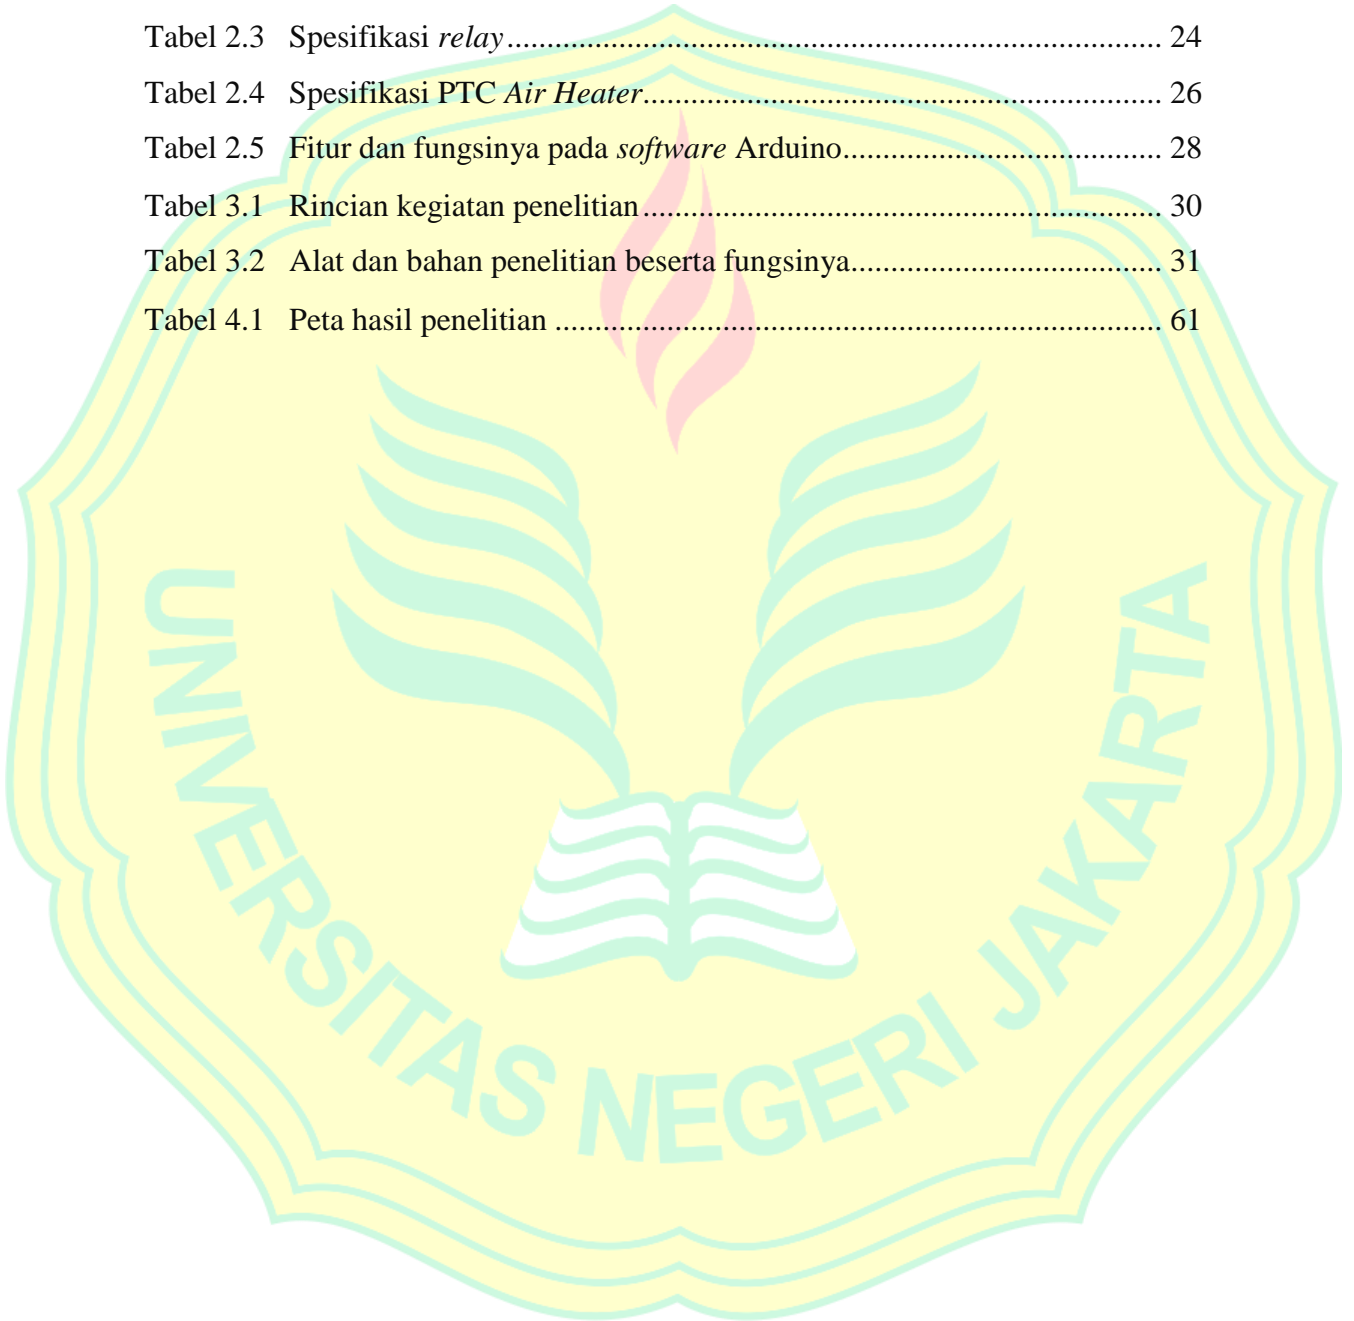 Tabel 2.3 Spesifikasi relay.................................................................................. 24
Tabel 2.4 Spesifikasi PTC Air Heater................................................................. 26
Tabel 2.5 Fitur dan fungsinya pada software Arduino........................................ 28
Tabel 3.1 Rincian kegiatan penelitian................................................................. 30
Tabel 3.2 Alat dan bahan penelitian beserta fungsinya....................................... 31
Tabel 4.1 Peta hasil penelitian ............................................................................ 61
UNIVERSITAS NEGERI JAKARTA